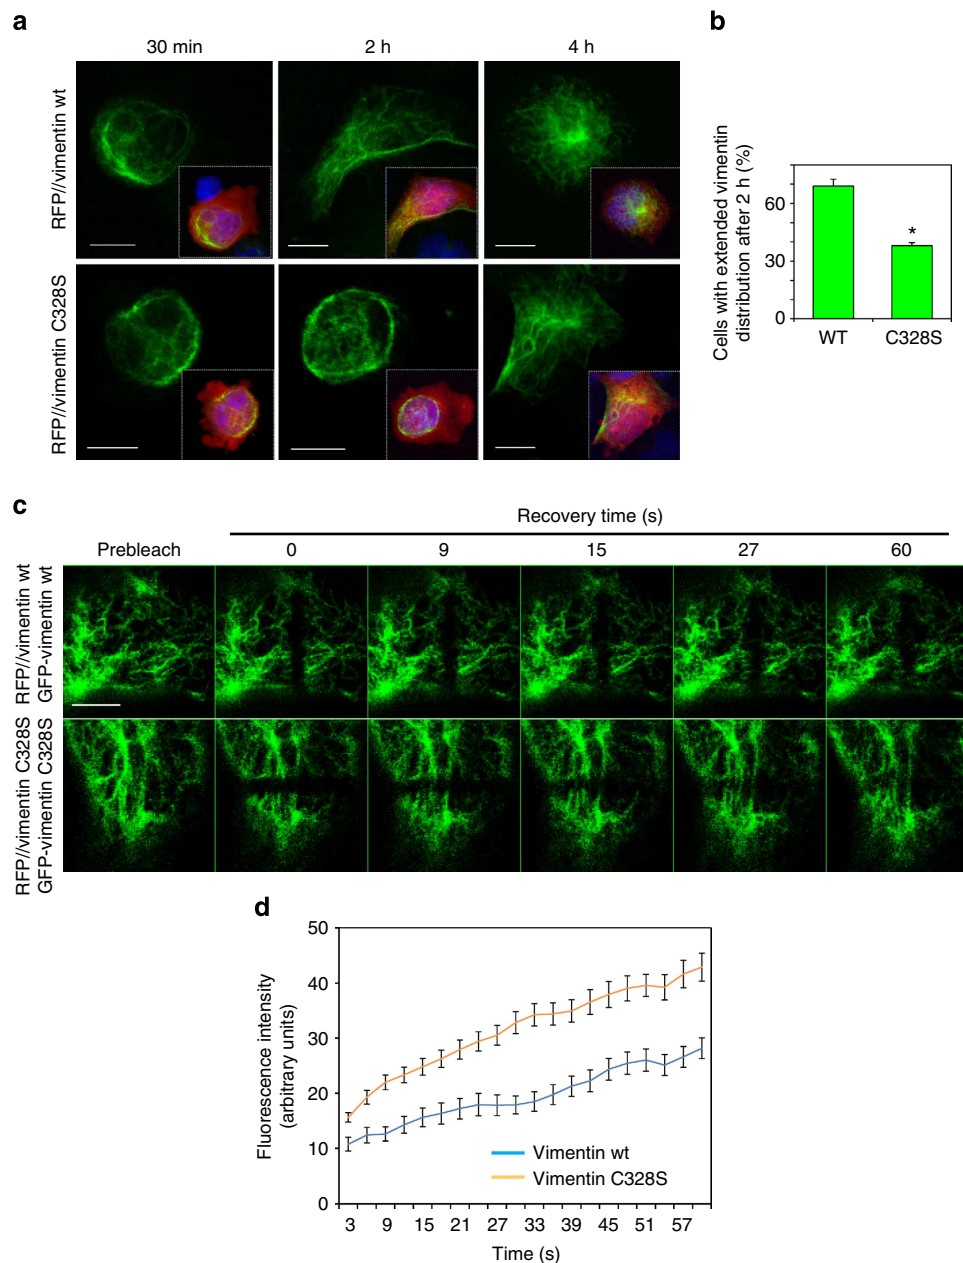 a
30 min 2 h 4 h
RFP//vimentin wt
RFP//vimentin C328S
b
Cells with extended vimentin
distribution after 2 h (%)
60
30
0
*
WT C328S
c
Recovery time (s)
Prebleach 0 9 15 27 60
RFP//vimentin wt
GFP-vimentin wt
RFP//vimentin C328S
GFP-vimentin C328S
d
Fluorescence intensity
(arbitrary units)
50
40
30
20
10
0
Vimentin wt
Vimentin C328S
3 9 15 21 27 33 39 45 51 57
Time (s)